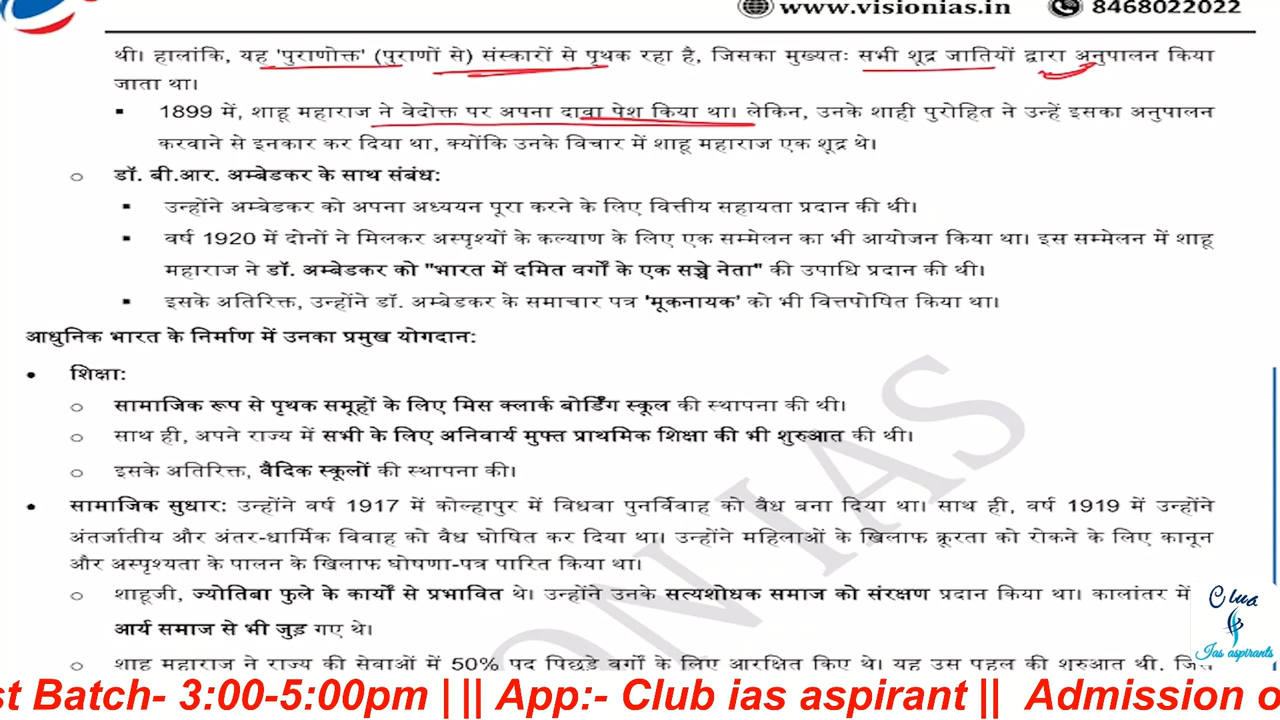 www.visionias.in 8468022022
थी। हालांकि, यह 'पुराणोक्त' (पुराणों से) संस्कारों से पृथक रहा है, जिसका मुख्यतः सभी शूद्र जातियों द्वारा अनुपालन किया
जाता था।
▪ 1899 में, शाहू महाराज ने वेदोक्त पर अपना दावा पेश किया था। लेकिन, उनके शाही पुरोहित ने उन्हें इसका अनुपालन
करवाने से इनकार कर दिया था, क्योंकि उनके विचार में शाहू महाराज एक शूद्र थे।
○ डॉ. बी.आर. अम्बेडकर के साथ संबंध:
▪ उन्होंने अम्बेडकर को अपना अध्ययन पूरा करने के लिए वित्तीय सहायता प्रदान की थी।
▪ वर्ष 1920 में दोनों ने मिलकर अस्पृश्यों के कल्याण के लिए एक सम्मेलन का भी आयोजन किया था। इस सम्मेलन में शाहू
महाराज ने डॉ. अम्बेडकर को "भारत में दमित वर्गों के एक सच्चे नेता" की उपाधि प्रदान की थी।
▪ इसके अतिरिक्त, उन्होंने डॉ. अम्बेडकर के समाचार पत्र 'मूकनायक' को भी वित्तपोषित किया था।
आधुनिक भारत के निर्माण में उनका प्रमुख योगदान:
• शिक्षा:
○ सामाजिक रूप से पृथक समूहों के लिए मिस क्लार्क बोर्डिंग स्कूल की स्थापना की थी।
○ साथ ही, अपने राज्य में सभी के लिए अनिवार्य मुफ्त प्राथमिक शिक्षा की भी शुरुआत की थी।
○ इसके अतिरिक्त, वैदिक स्कूलों की स्थापना की।
• सामाजिक सुधार: उन्होंने वर्ष 1917 में कोल्हापुर में विधवा पुनर्विवाह को वैध बना दिया था। साथ ही, वर्ष 1919 में उन्होंने
अंतर्जातीय और अंतर-धार्मिक विवाह को वैध घोषित कर दिया था। उन्होंने महिलाओं के ख़िलाफ क्रूरता को रोकने के लिए कानून
और अस्पृश्यता के पालन के खिलाफ घोषणा-पत्र पारित किया था।
○ शाहूजी, ज्योतिबा फुले के कार्यों से प्रभावित थे। उन्होंने उनके सत्यशोधक समाज को संरक्षण प्रदान किया था। कालांतर में
आर्य समाज से भी जुड़ गए थे।
○ शाहू महाराज ने राज्य की सेवाओं में 50% पद पिछड़े वर्गों के लिए आरक्षित किए थे। यह उस पहल की शुरुआत थी,
ON IAS
Club
Ias aspirants
st Batch- 3:00-5:00pm | || App:- Club ias aspirant || Admission o